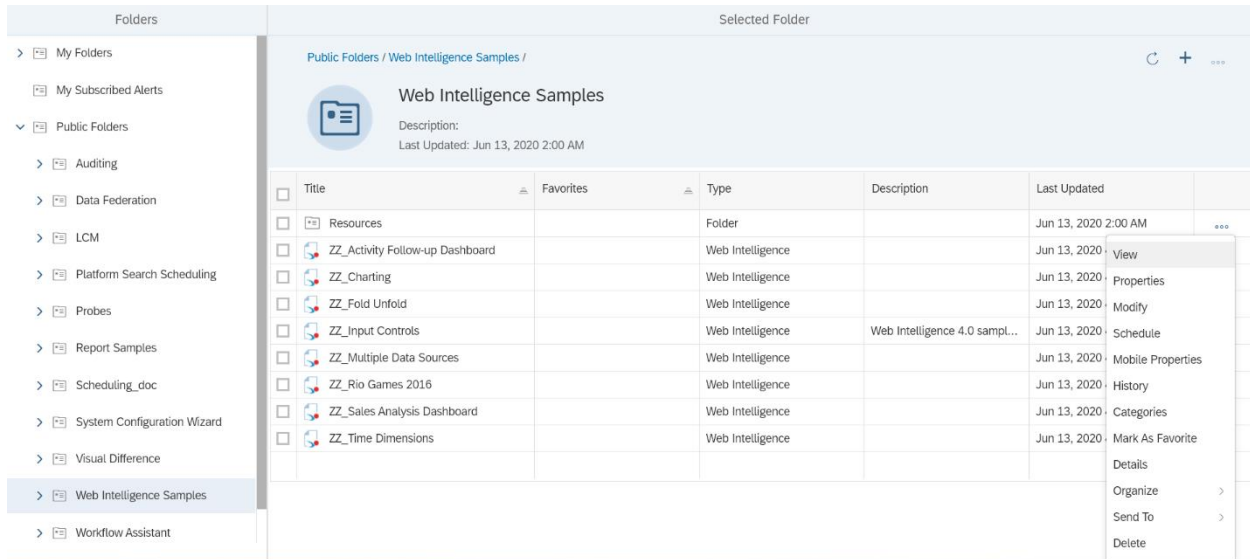 Folders
Selected Folder
My Folders
My Subscribed Alerts
Public Folders
Auditing
Data Federation
LCM
Platform Search Scheduling
Probes
Report Samples
Scheduling_doc
System Configuration Wizard
Visual Difference
Web Intelligence Samples
Workflow Assistant
Public Folders / Web Intelligence Samples /
Web Intelligence Samples
Description:
Last Updated: Jun 13, 2020 2:00 AM
Title Favorites Type Description Last Updated
Resources Folder Jun 13, 2020 2:00 AM
ZZ_Activity Follow-up Dashboard Web Intelligence Jun 13, 2020
ZZ_Charting Web Intelligence Jun 13, 2020
ZZ_Fold Unfold Web Intelligence Jun 13, 2020
ZZ_Input Controls Web Intelligence Web Intelligence 4.0 sampl... Jun 13, 2020
ZZ_Multiple Data Sources Web Intelligence Jun 13, 2020
ZZ_Rio Games 2016 Web Intelligence Jun 13, 2020
ZZ_Sales Analysis Dashboard Web Intelligence Jun 13, 2020
ZZ_Time Dimensions Web Intelligence Jun 13, 2020
View
Properties
Modify
Schedule
Mobile Properties
History
Categories
Mark As Favorite
Details
Organize
Send To
Delete